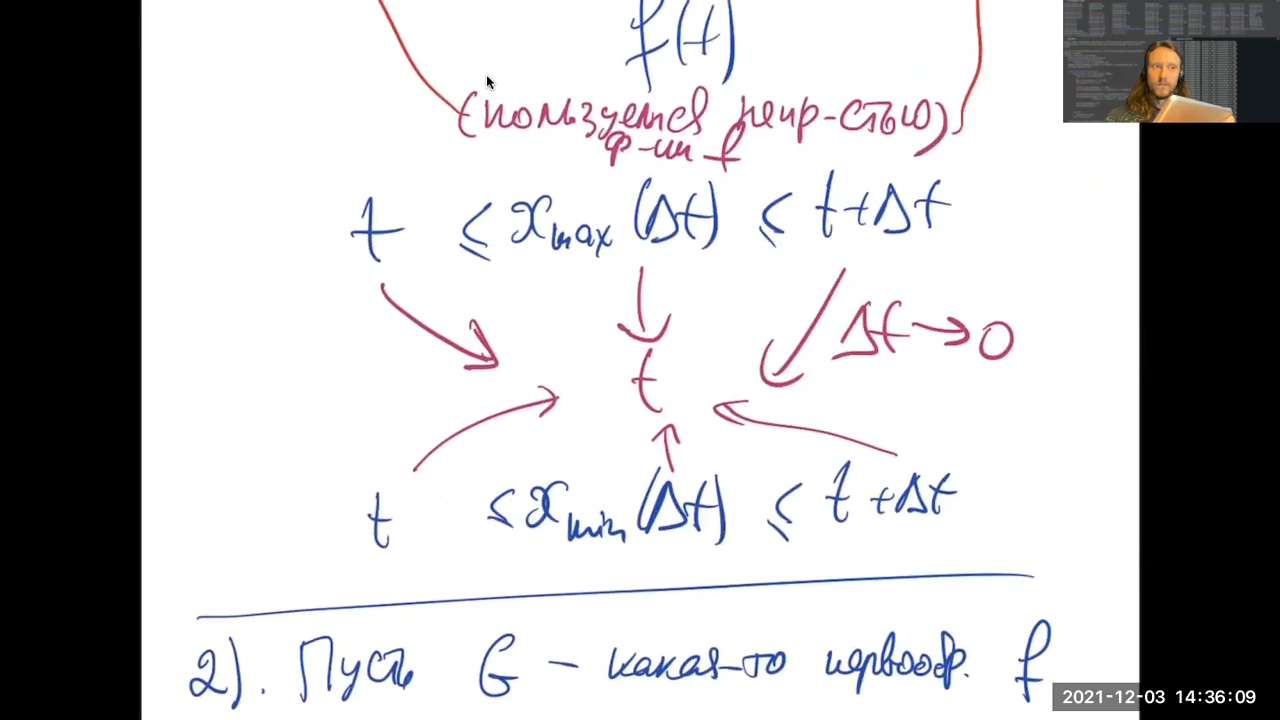 f(t)
(пользуемся непр-стью)
ф-ии f
t ≤ x_max (Δt) ≤ t+Δt
Δt → 0
t
t ≤ x_min (Δt) ≤ t+Δt
2). Пусть G – какая-то первообр. f
2021-12-03 14:36:09